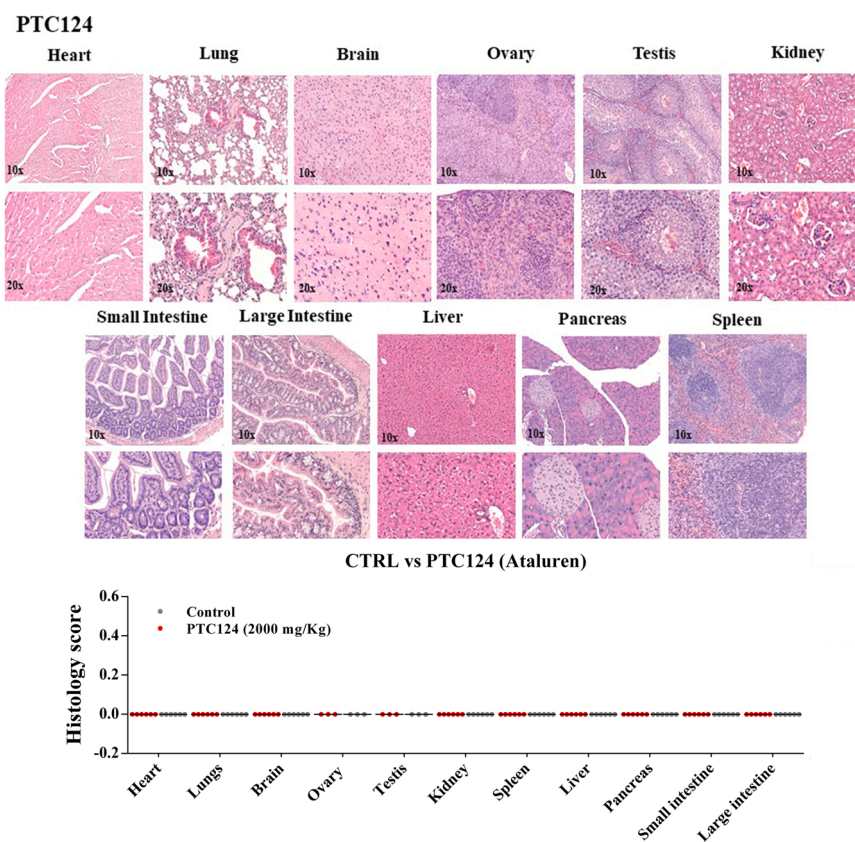 PTC124
Heart Lung Brain Ovary Testis Kidney
10x 10x 10x 10x 10x 10x
20x 20x 20x 20x 20x 20x
Small Intestine Large Intestine Liver Pancreas Spleen
10x 10x 10x 10x 10x
CTRL vs PTC124 (Ataluren)
Histology score
0.6
0.4
0.2
0.0
-0.2
Control
PTC124 (2000 mg/Kg)
Heart Lungs Brain Ovary Testis Kidney Spleen Liver Pancreas Small intestine Large intestine